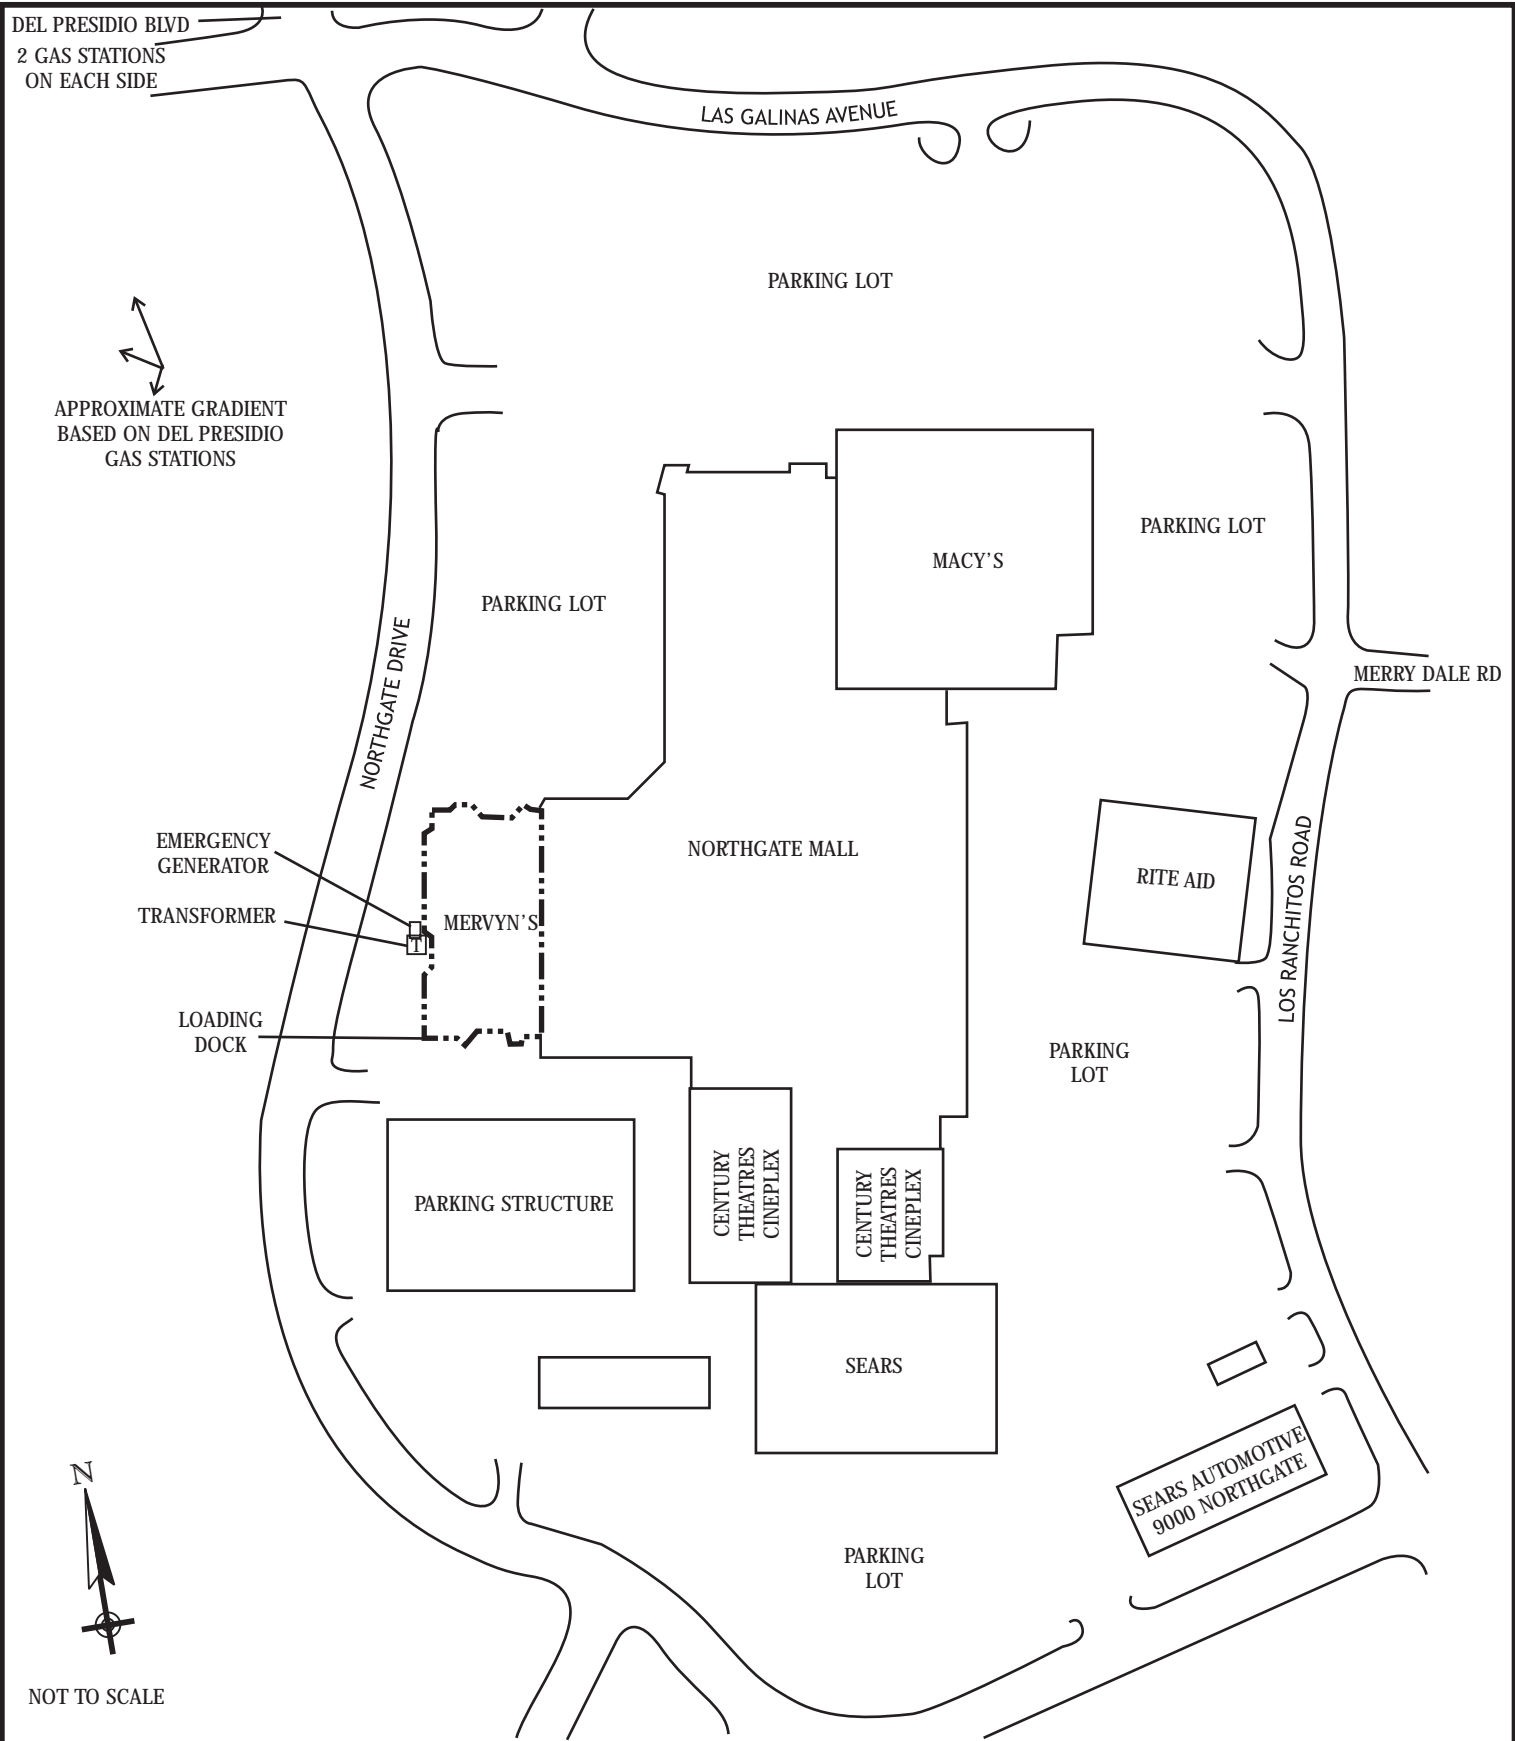 DEL PRESIDIO BLVD
2 GAS STATIONS
ON EACH SIDE
LAS GALINAS AVENUE
PARKING LOT
APPROXIMATE GRADIENT
BASED ON DEL PRESIDIO
GAS STATIONS
PARKING LOT
MACY'S
PARKING LOT
NORTHGATE DRIVE
MERRY DALE RD
EMERGENCY
GENERATOR
NORTHGATE MALL
RITE AID
LOS RANCHITOS ROAD
TRANSFORMER
MERVYN'S
T
LOADING
DOCK
PARKING
LOT
PARKING STRUCTURE
CENTURY
THEATRES
CINEPLEX
CENTURY
THEATRES
CINEPLEX
SEARS
SEARS AUTOMOTIVE
9000 NORTHGATE
N
PARKING
LOT
NOT TO SCALE